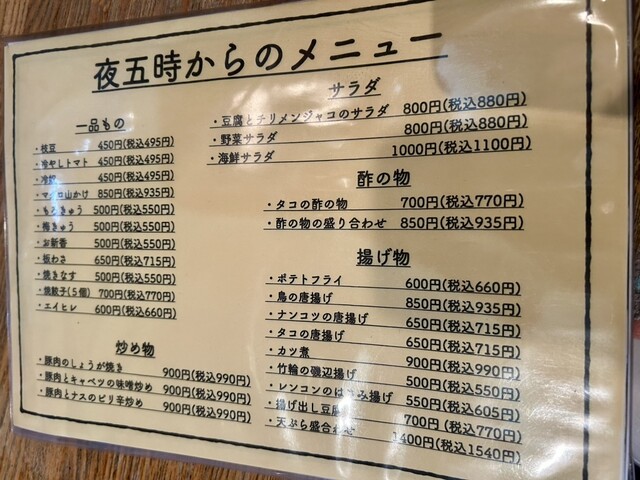 夜五時からのメニュー
一品もの
・枝豆 450円(税込495円)
・冷やしトマト 450円(税込495円)
・冷奴 450円(税込495円)
・マグロ山かけ 850円(税込935円)
・もろきゅう 500円(税込550円)
・梅きゅう 500円(税込550円)
・お新香 500円(税込550円)
・板わさ 650円(税込715円)
・焼きなす 500円(税込550円)
・焼餃子(5個) 700円(税込770円)
・エイヒレ 600円(税込660円)
炒め物
・豚肉のしょうが焼き 900円(税込990円)
・豚肉とキャベツの味噌炒め 900円(税込990円)
・豚肉とナスのピリ辛炒め 900円(税込990円)
サラダ
・豆腐とチリメンジャコのサラダ 800円(税込880円)
・野菜サラダ 800円(税込880円)
・海鮮サラダ 1000円(税込1100円)
酢の物
・タコの酢の物 700円(税込770円)
・酢の物の盛り合わせ 850円(税込935円)
揚げ物
・ポテトフライ 600円(税込660円)
・鳥の唐揚げ 850円(税込935円)
・ナンコツの唐揚げ 650円(税込715円)
・タコの唐揚げ 650円(税込715円)
・カツ煮 900円(税込990円)
・竹輪の磯辺揚げ 500円(税込550円)
・レンコンのはさみ揚げ 550円(税込605円)
・揚げ出し豆腐 700円(税込770円)
・天ぷら盛合わせ 1400円(税込1540円)